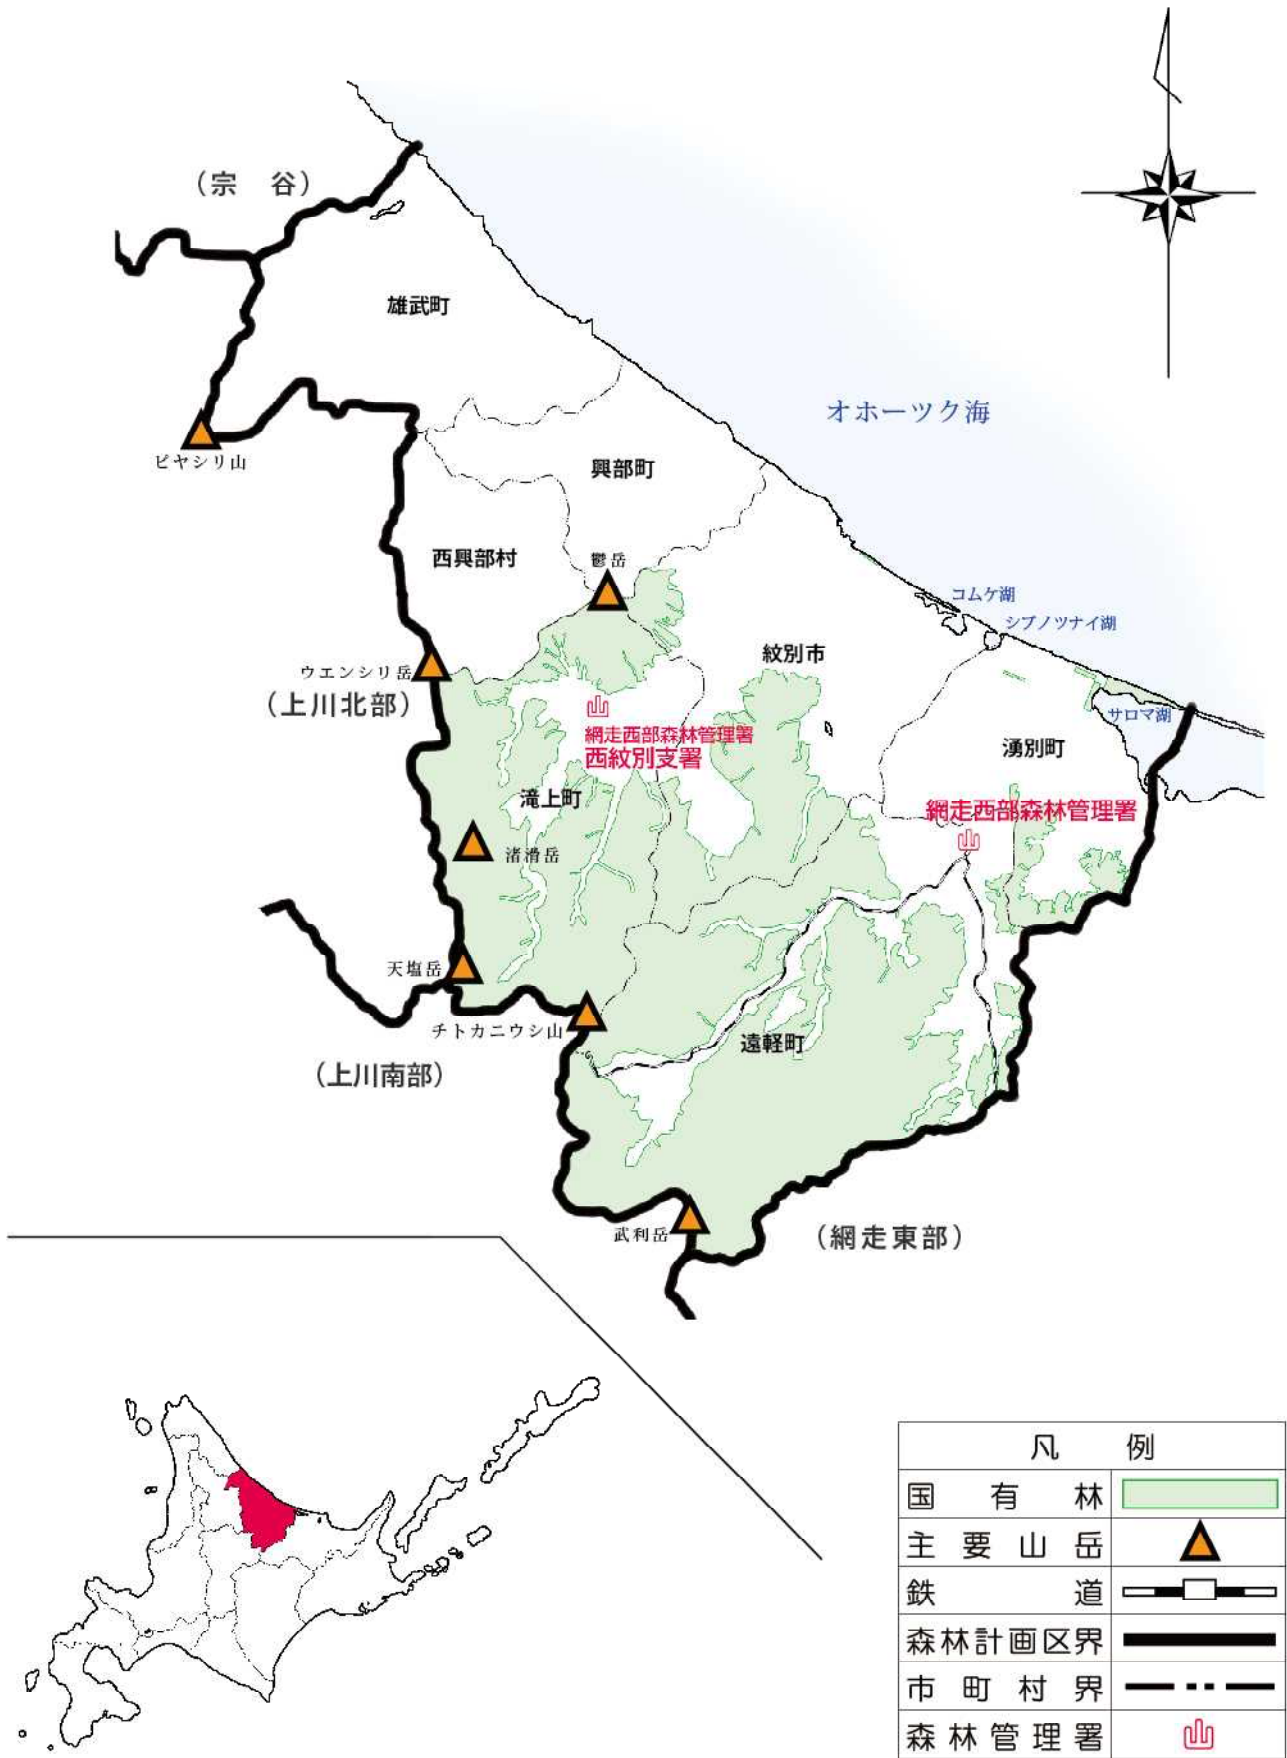 （宗　谷）
雄武町
オホーツク海
ピヤシリ山
興部町
西興部村
鬱岳
コムケ湖
シブノツナイ湖
紋別市
ウエンシリ岳
（上川北部）
サロマ湖
網走西部森林管理署
西紋別支署
湧別町
滝上町
網走西部森林管理署
渚滑岳
天塩岳
チトカニウシ山
遠軽町
（上川南部）
武利岳
（網走東部）
凡　例
国有林
主要山岳
鉄道
森林計画区界
市町村界
森林管理署